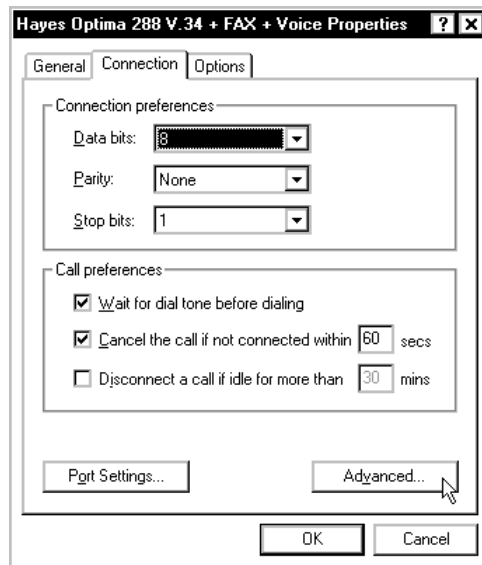 Hayes Optima 288 V.34 + FAX + Voice Properties ? X
General Connection Options
Connection preferences
Data bits: 8
Parity: None
Stop bits: 1
Call preferences
Wait for dial tone before dialing
Cancel the call if not connected within 60 secs
Disconnect a call if idle for more than 30 mins
Port Settings... Advanced...
OK Cancel